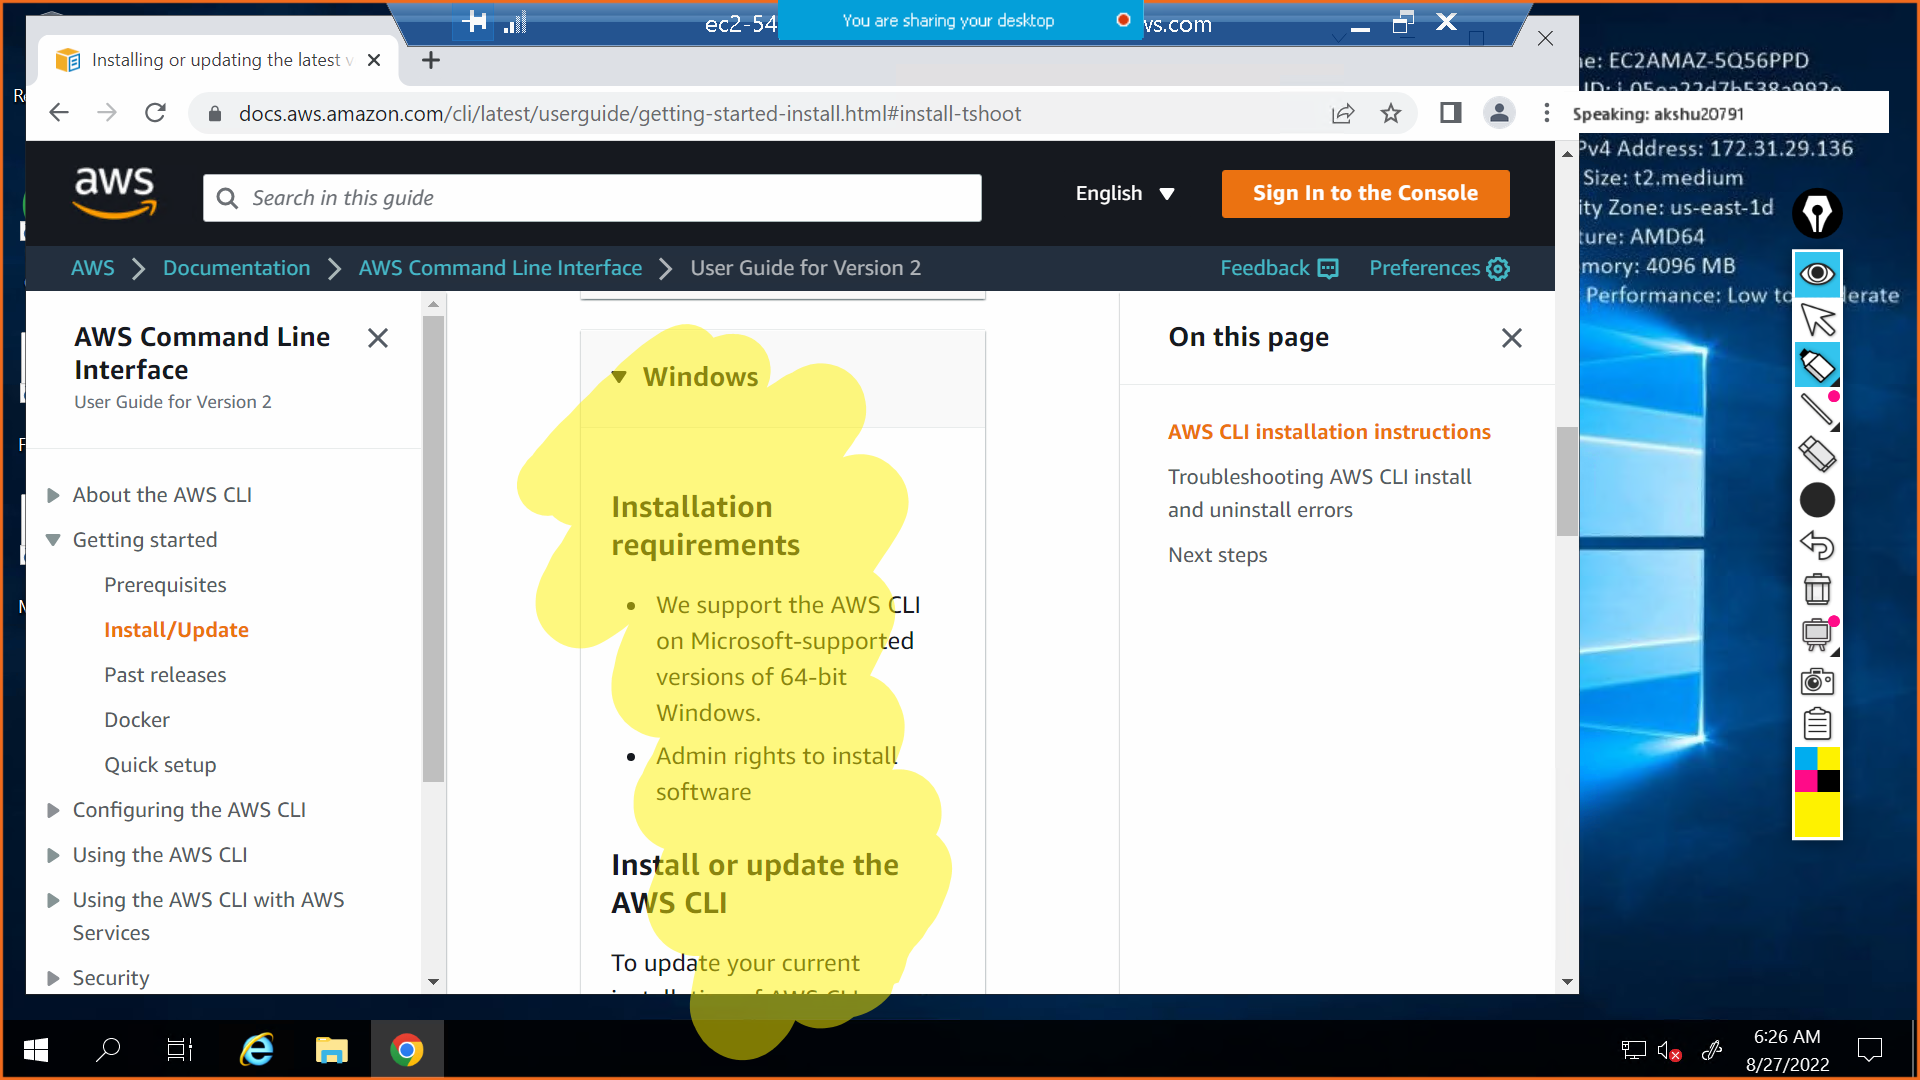 ec2-54
You are sharing your desktop
ws.com
Installing or updating the latest v
docs.aws.amazon.com/cli/latest/userguide/getting-started-install.html#install-tshoot
ne: EC2AMAZ-5Q56PPD
Speaking: akshu20791
Pv4 Address: 172.31.29.136
Size: t2.medium
ity Zone: us-east-1d
ture: AMD64
mory: 4096 MB
Performance: Low to derate
aws
Search in this guide
English
Sign In to the Console
AWS
Documentation
AWS Command Line Interface
User Guide for Version 2
Feedback
Preferences
AWS Command Line
Interface
User Guide for Version 2
About the AWS CLI
Getting started
Prerequisites
Install/Update
Past releases
Docker
Quick setup
Configuring the AWS CLI
Using the AWS CLI
Using the AWS CLI with AWS
Services
Security
Windows
Installation
requirements
We support the AWS CLI
on Microsoft-supported
versions of 64-bit
Windows.
Admin rights to install
software
Install or update the
AWS CLI
To update your current
On this page
AWS CLI installation instructions
Troubleshooting AWS CLI install
and uninstall errors
Next steps
6:26 AM
8/27/2022